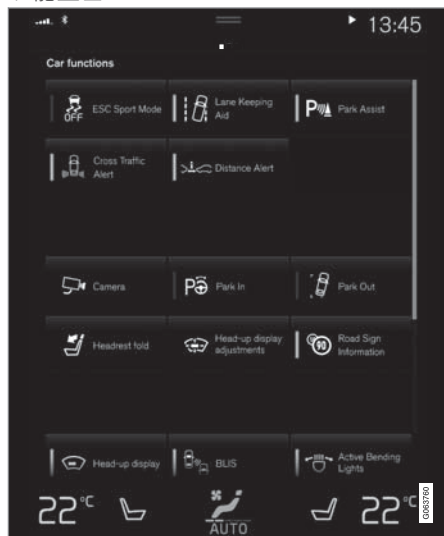 13:45
Car functions
OFF
ESC Sport Mode
Lane Keeping
Aid
P
Park Assist
Cross Traffic
Alert
Distance Alert
Camera
P
Park In
Park Out
Headrest fold
Head-up display
adjustments
90
Road Sign
Information
Head-up display
BLIS
Active Bending
Lights
22°C
AUTO
22°C
G063760